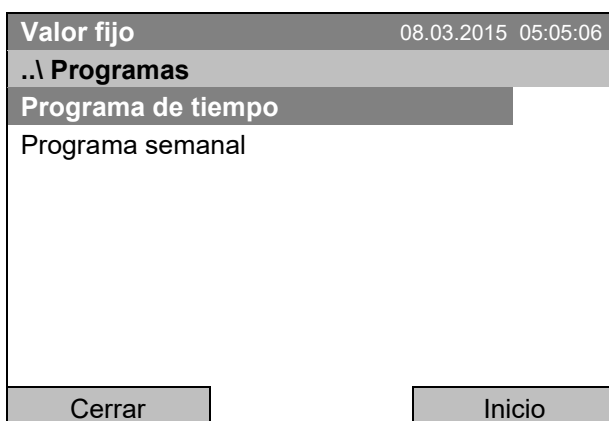 Valor fijo 08.03.2015 05:05:06
..\ Programas
Programa de tiempo
Programa semanal
Cerrar Inicio